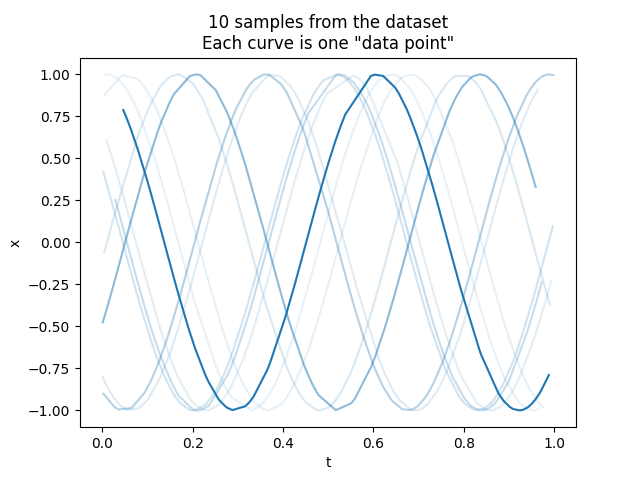 10 samples from the dataset
Each curve is one "data point"
1.00
0.75
0.50
0.25
0.00
−0.25
−0.50
−0.75
−1.00
x
0.0 0.2 0.4 0.6 0.8 1.0
t